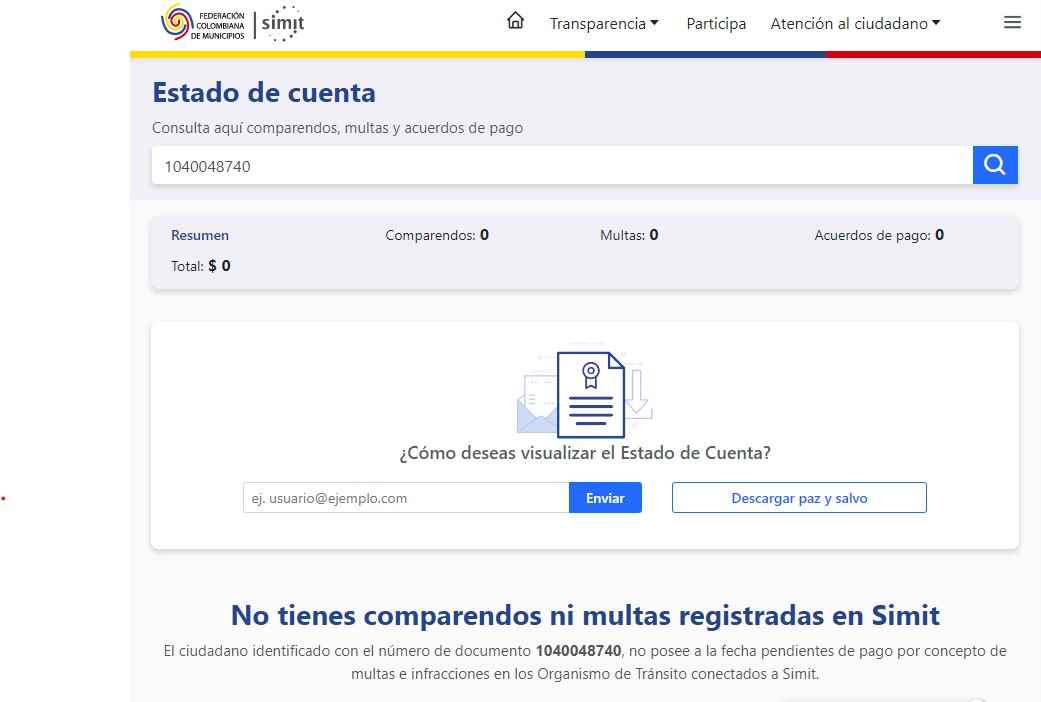 FEDERACIÓN
COLOMBIANA
DE MUNICIPIOS
simit
Transparencia Participa Atención al ciudadano
Estado de cuenta
Consulta aquí comparendos, multas y acuerdos de pago
1040048740
Resumen Comparendos: 0 Multas: 0 Acuerdos de pago: 0
Total: $ 0
¿Cómo deseas visualizar el Estado de Cuenta?
ej. usuario@ejemplo.com Enviar Descargar paz y salvo
No tienes comparendos ni multas registradas en Simit
El ciudadano identificado con el número de documento 1040048740, no posee a la fecha pendientes de pago por concepto de
multas e infracciones en los Organismo de Tránsito conectados a Simit.